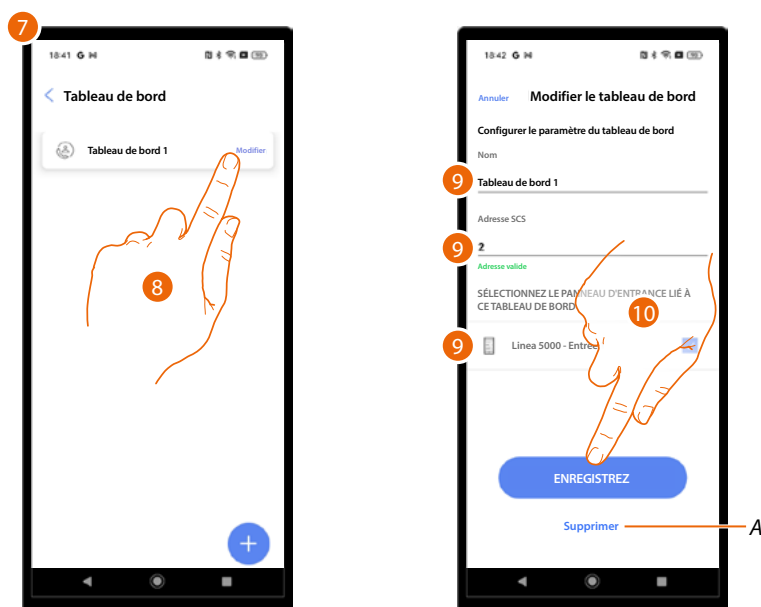 7
18:41 G
Tableau de bord
Tableau de bord 1
Modifier
8
18:42 G
Annuler
Modifier le tableau de bord
Configurer le paramètre du tableau de bord
Nom
9
Tableau de bord 1
Adresse SCS
9
2
Adresse valide
SÉLECTIONNEZ LE PANNEAU D'ENTRANCE LIÉ À
CE TABLEAU DE BORD
10
9
Linea 5000 - Entrée
ENREGISTREZ
Supprimer
A